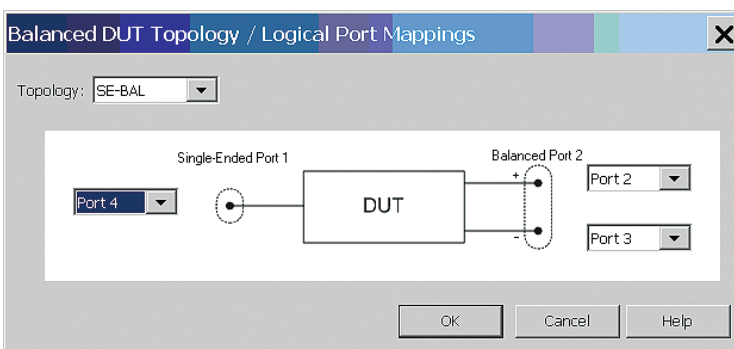 Balanced DUT Topology / Logical Port Mappings
Topology: SE-BAL
Single-Ended Port 1
Balanced Port 2
Port 4
DUT
+
Port 2
-
Port 3
OK
Cancel
Help